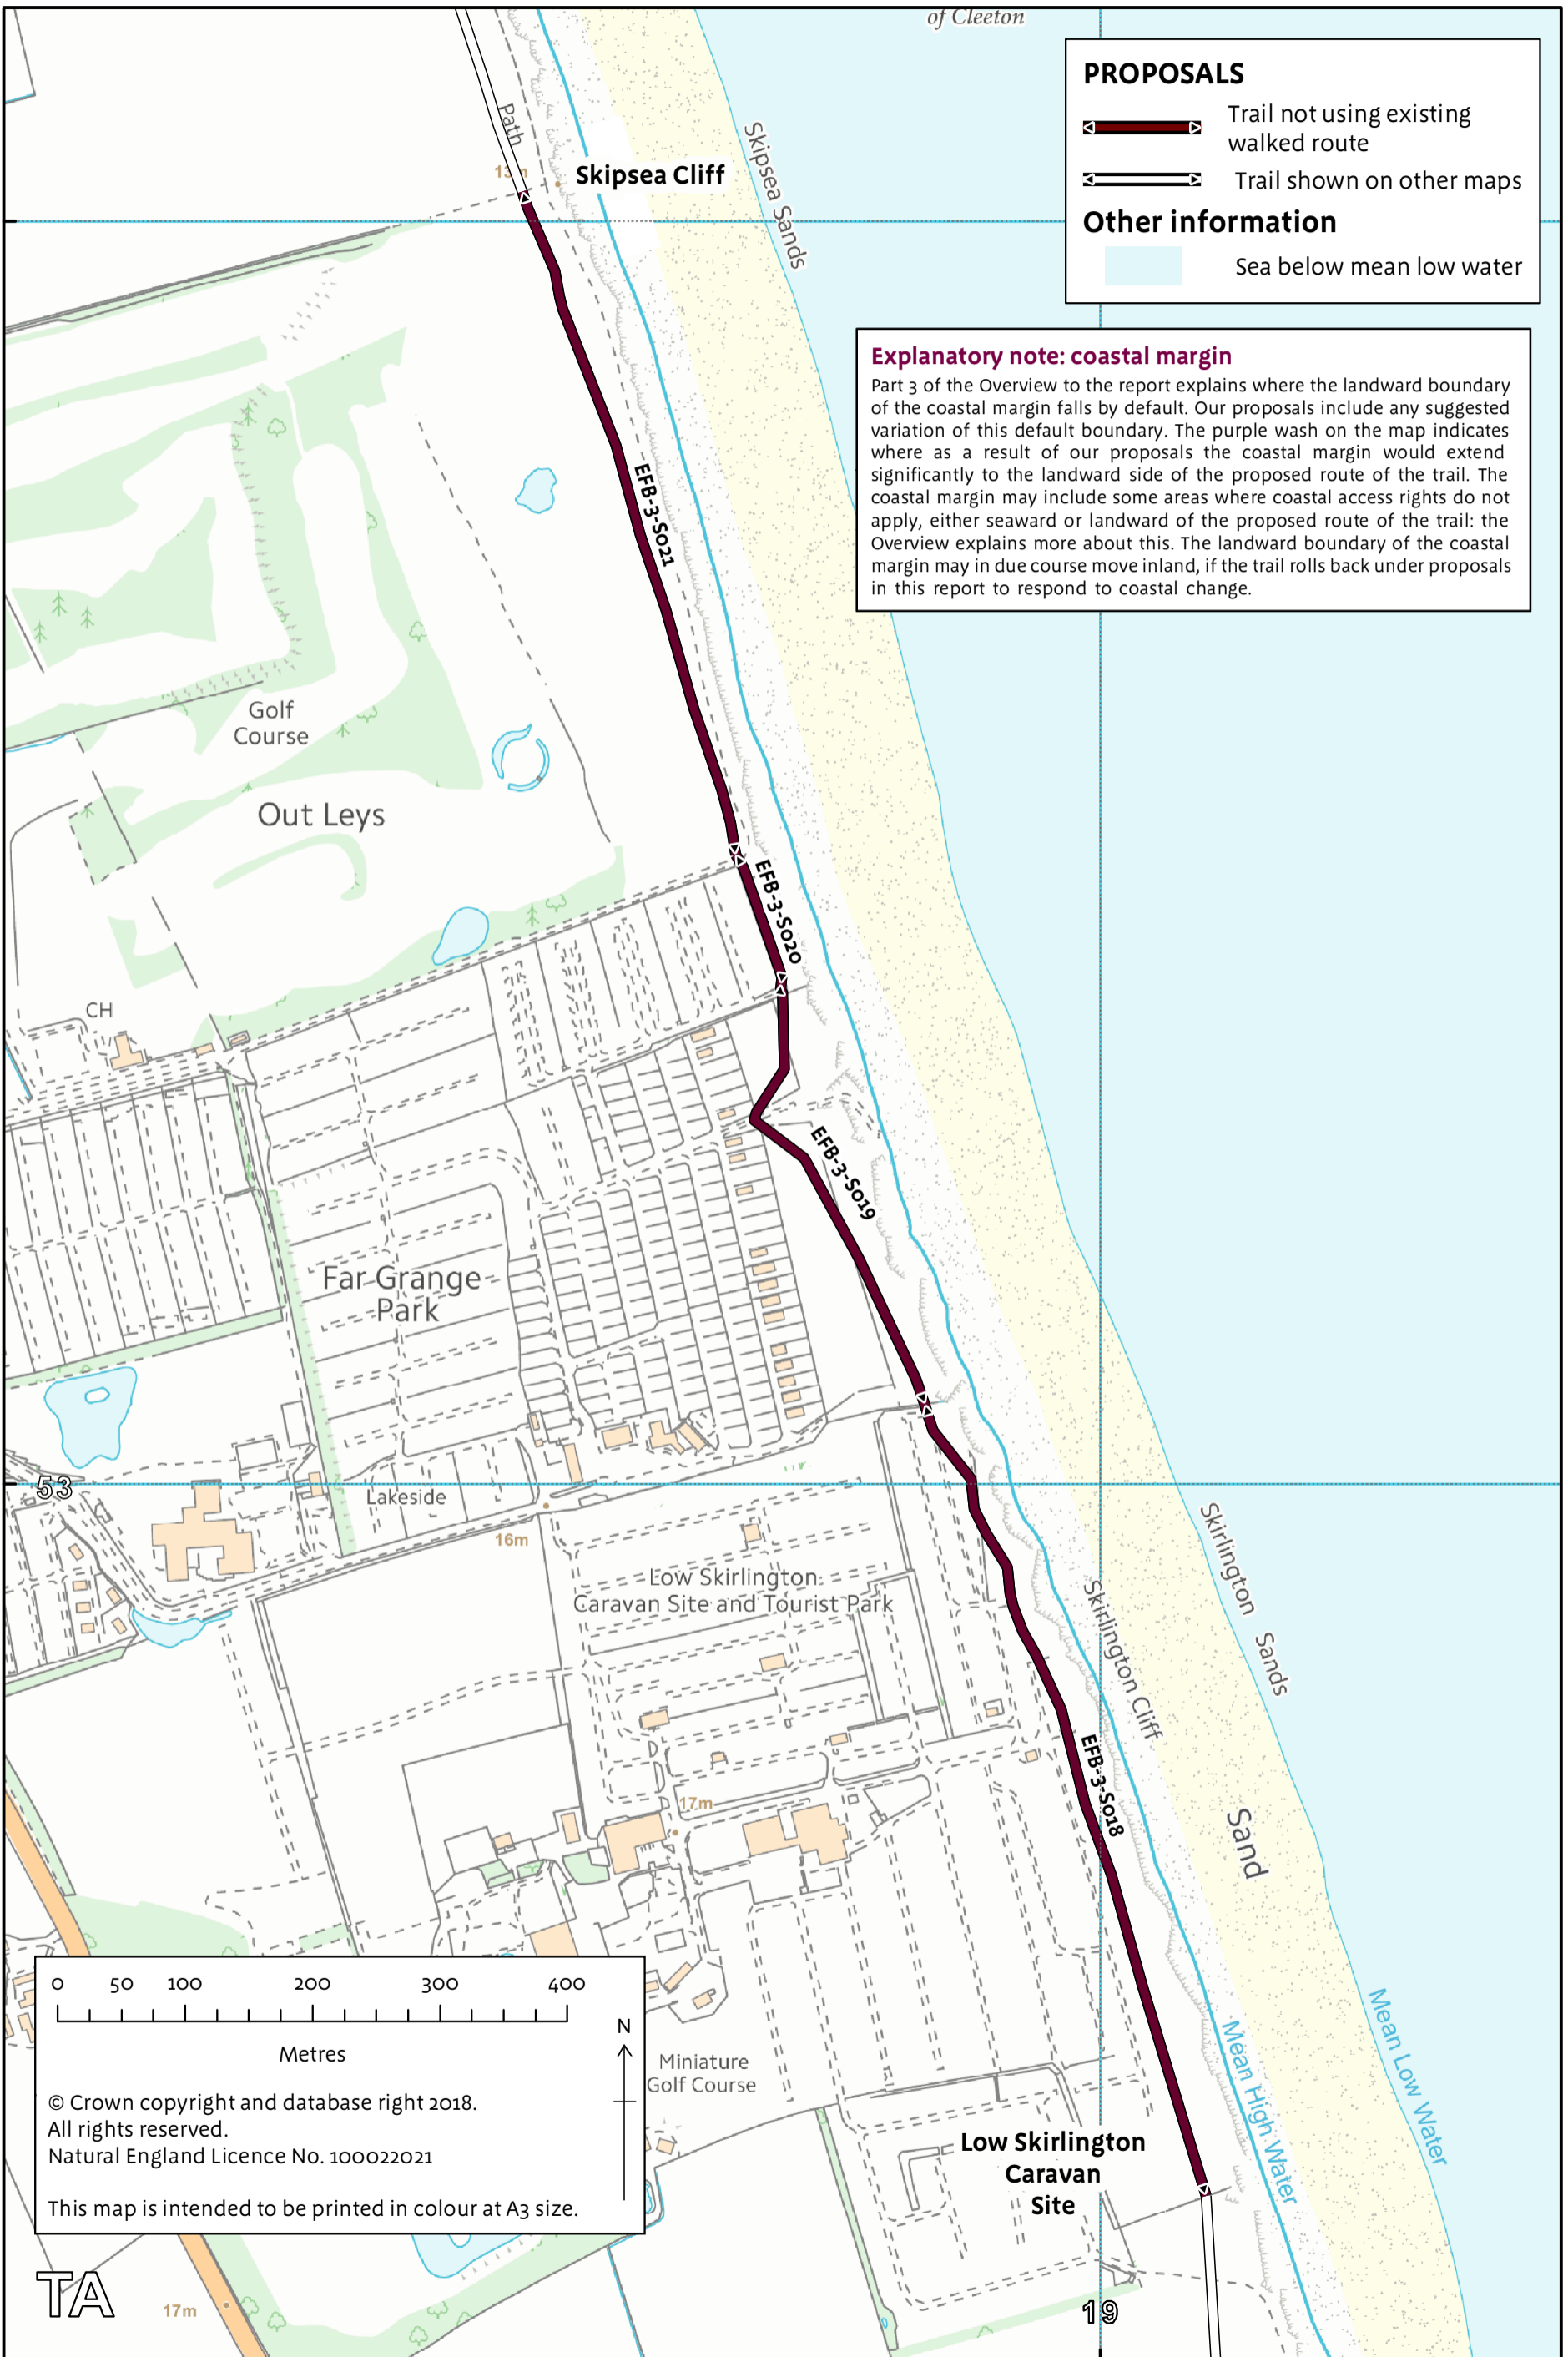 of Cleeton
PROPOSALS
Trail not using existing
walked route
Trail shown on other maps
Other information
Sea below mean low water
Explanatory note: coastal margin
Part 3 of the Overview to the report explains where the landward boundary
of the coastal margin falls by default. Our proposals include any suggested
variation of this default boundary. The purple wash on the map indicates
where as a result of our proposals the coastal margin would extend
significantly to the landward side of the proposed route of the trail. The
coastal margin may include some areas where coastal access rights do not
apply, either seaward or landward of the proposed route of the trail: the
Overview explains more about this. The landward boundary of the coastal
margin may in due course move inland, if the trail rolls back under proposals
in this report to respond to coastal change.
Path
13m
Skipsea Cliff
Skipsea Sands
EFB-3-S021
Golf
Course
Out Leys
EFB-3-S020
CH
EFB-3-S019
Far Grange
Park
53
Lakeside
16m
Low Skirlington
Caravan Site and Tourist Park
Skirlington Sands
Skirlington Cliff
EFB-3-S018
17m
Sand
0 50 100 200 300 400
Metres
N
© Crown copyright and database right 2018.
All rights reserved.
Natural England Licence No. 100022021
This map is intended to be printed in colour at A3 size.
Miniature
Golf Course
Mean Low Water
Mean High Water
Low Skirlington
Caravan
Site
TA
17m
19